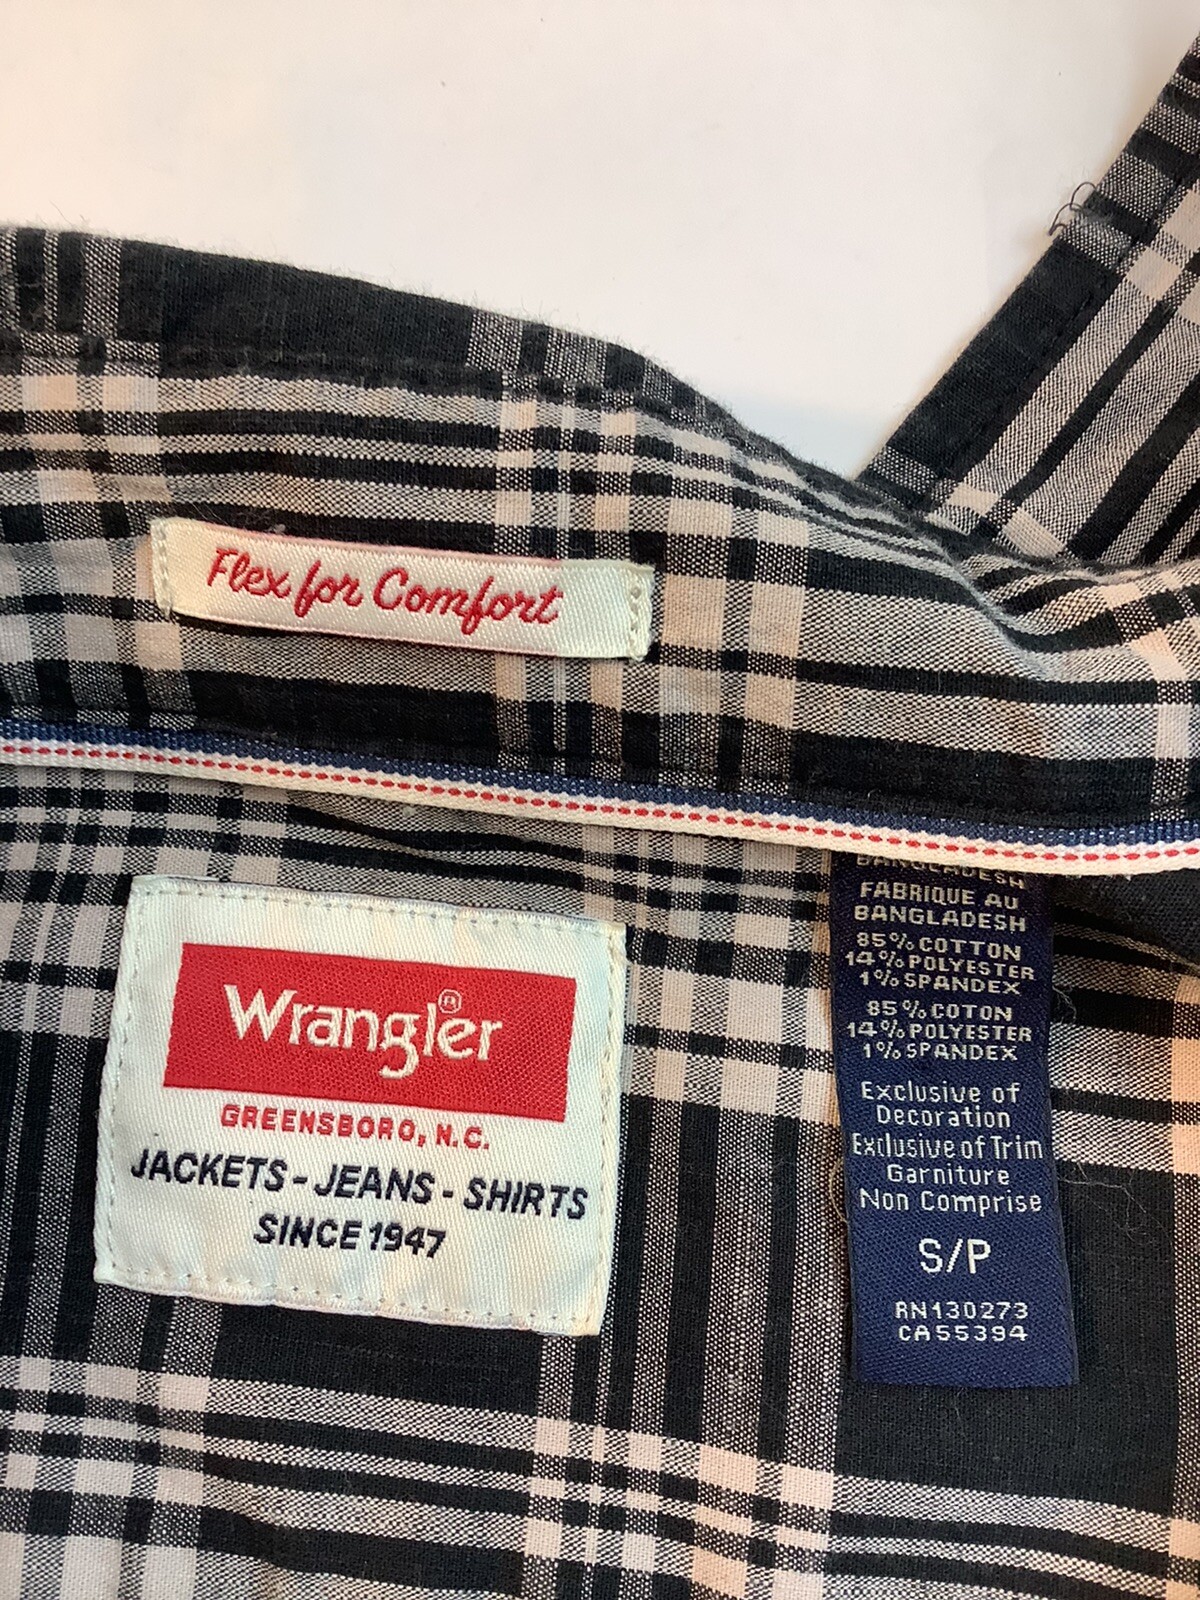 Flex for Comfort
Wrangler®
GREENSBORO, N.C.
JACKETS - JEANS - SHIRTS
SINCE 1947
BANGLADESH
FABRIQUE AU
BANGLADESH
85% COTTON
14% POLYESTER
1% SPANDEX
85% COTON
14% POLYESTER
1% SPANDEX
Exclusive of
Decoration
Exclusive of Trim
Garniture
Non Comprise
S/P
RN130273
CA55394